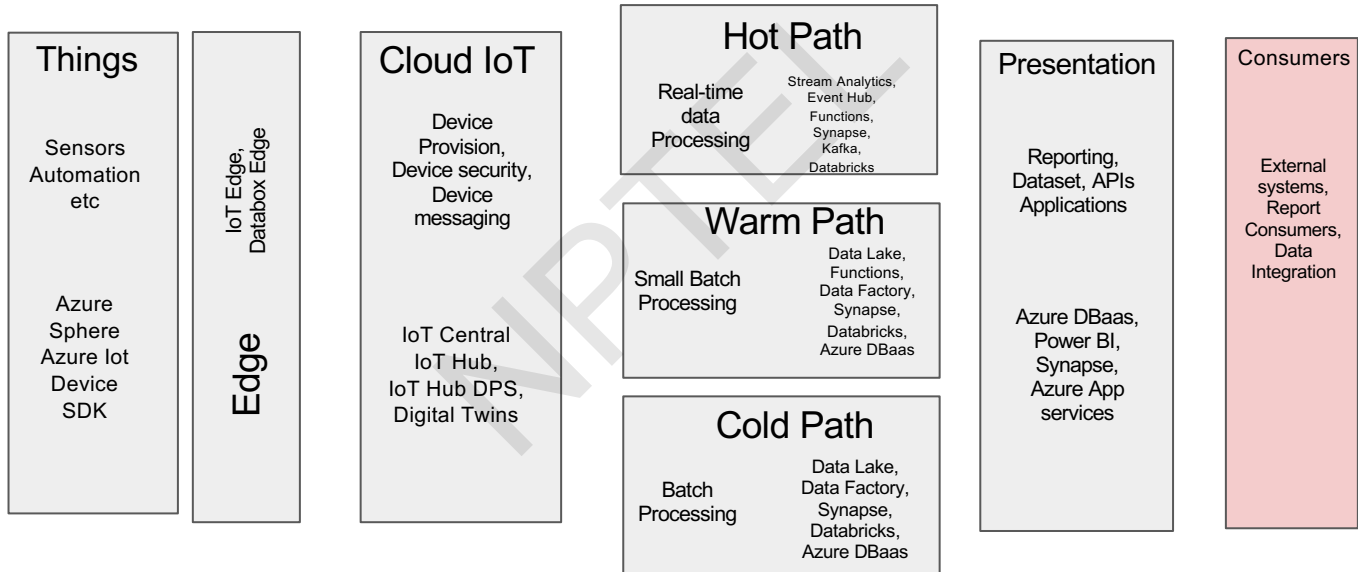 Things
Sensors
Automation
etc
Azure
Sphere
Azure Iot
Device
SDK
IoT Edge,
Databox Edge
Edge
Cloud IoT
Device
Provision,
Device security,
Device
messaging
IoT Central
IoT Hub,
IoT Hub DPS,
Digital Twins
Hot Path
Real-time
data
Processing
Stream Analytics,
Event Hub,
Functions,
Synapse,
Kafka,
Databricks
Warm Path
Small Batch
Processing
Data Lake,
Functions,
Data Factory,
Synapse,
Databricks,
Azure DBaas
Cold Path
Batch
Processing
Data Lake,
Data Factory,
Synapse,
Databricks,
Azure DBaas
Presentation
Reporting,
Dataset, APIs
Applications
Azure DBaas,
Power BI,
Synapse,
Azure App
services
Consumers
External
systems,
Report
Consumers,
Data
Integration
NPTEL